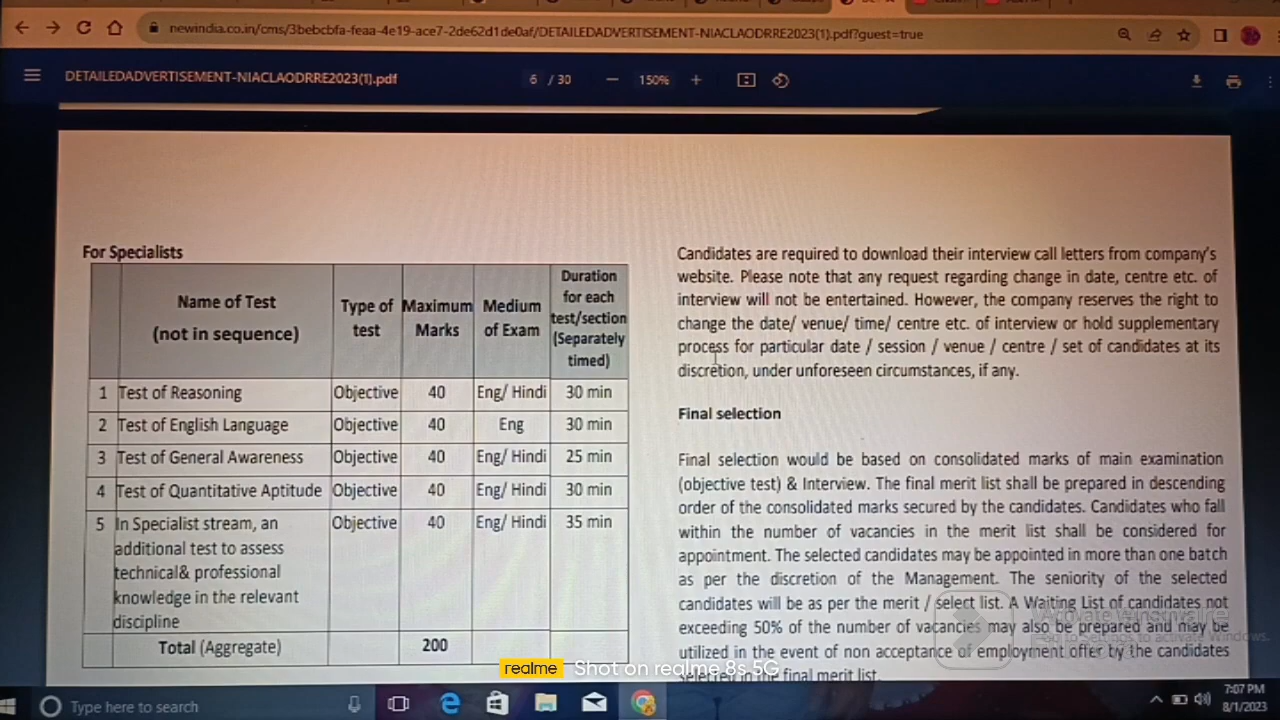 newindia.co.in/cms/3bebcbfa-feaa-4e19-ace7-2de62d1de0af/DETAILEDADVERTISEMENT-NIACLAODRRE2023(1).pdf?guest=true
DETAILEDADVERTISEMENT-NIACLAODRRE2023(1).pdf
6 / 30
150%
For Specialists
Name of Test
(not in sequence)
Type of
test
Maximum
Marks
Medium
of Exam
Duration
for each
test/section
(Separately
timed)
1 Test of Reasoning Objective 40 Eng/ Hindi 30 min
2 Test of English Language Objective 40 Eng 30 min
3 Test of General Awareness Objective 40 Eng/ Hindi 25 min
4 Test of Quantitative Aptitude Objective 40 Eng/ Hindi 30 min
5 In Specialist stream, an Objective 40 Eng/ Hindi 35 min
additional test to assess
technical& professional
knowledge in the relevant
discipline
Total (Aggregate) 200
Candidates are required to download their interview call letters from company's
website. Please note that any request regarding change in date, centre etc. of
interview will not be entertained. However, the company reserves the right to
change the date/ venue/ time/ centre etc. of interview or hold supplementary
process for particular date / session / venue / centre / set of candidates at its
discretion, under unforeseen circumstances, if any.
Final selection
Final selection would be based on consolidated marks of main examination
(objective test) & Interview. The final merit list shall be prepared in descending
order of the consolidated marks secured by the candidates. Candidates who fall
within the number of vacancies in the merit list shall be considered for
appointment. The selected candidates may be appointed in more than one batch
as per the discretion of the Management. The seniority of the selected
candidates will be as per the merit / select list. A Waiting List of candidates not
exceeding 50% of the number of vacancies may also be prepared and may be
utilized in the event of non acceptance of employment offer by the candidates
selected in the final merit list.
realme Shot on realme 8s 5G
Type here to search
7:07 PM
8/1/2023